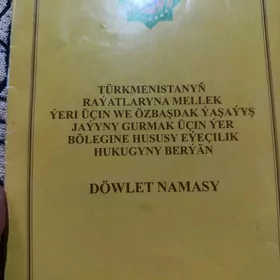 TÜRKMENISTANYŇ
RAÝATLARYNA MELLEK
ÝERI ÜÇIN WE ÖZBAŞDAK ÝAŞAÝYŞ
JAÝYNY GURMAK ÜÇIN ÝER
BÖLEGINE HUSUSY EÝEÇILIK
HUKUGYNY BERÝÄN
DÖWLET NAMASY